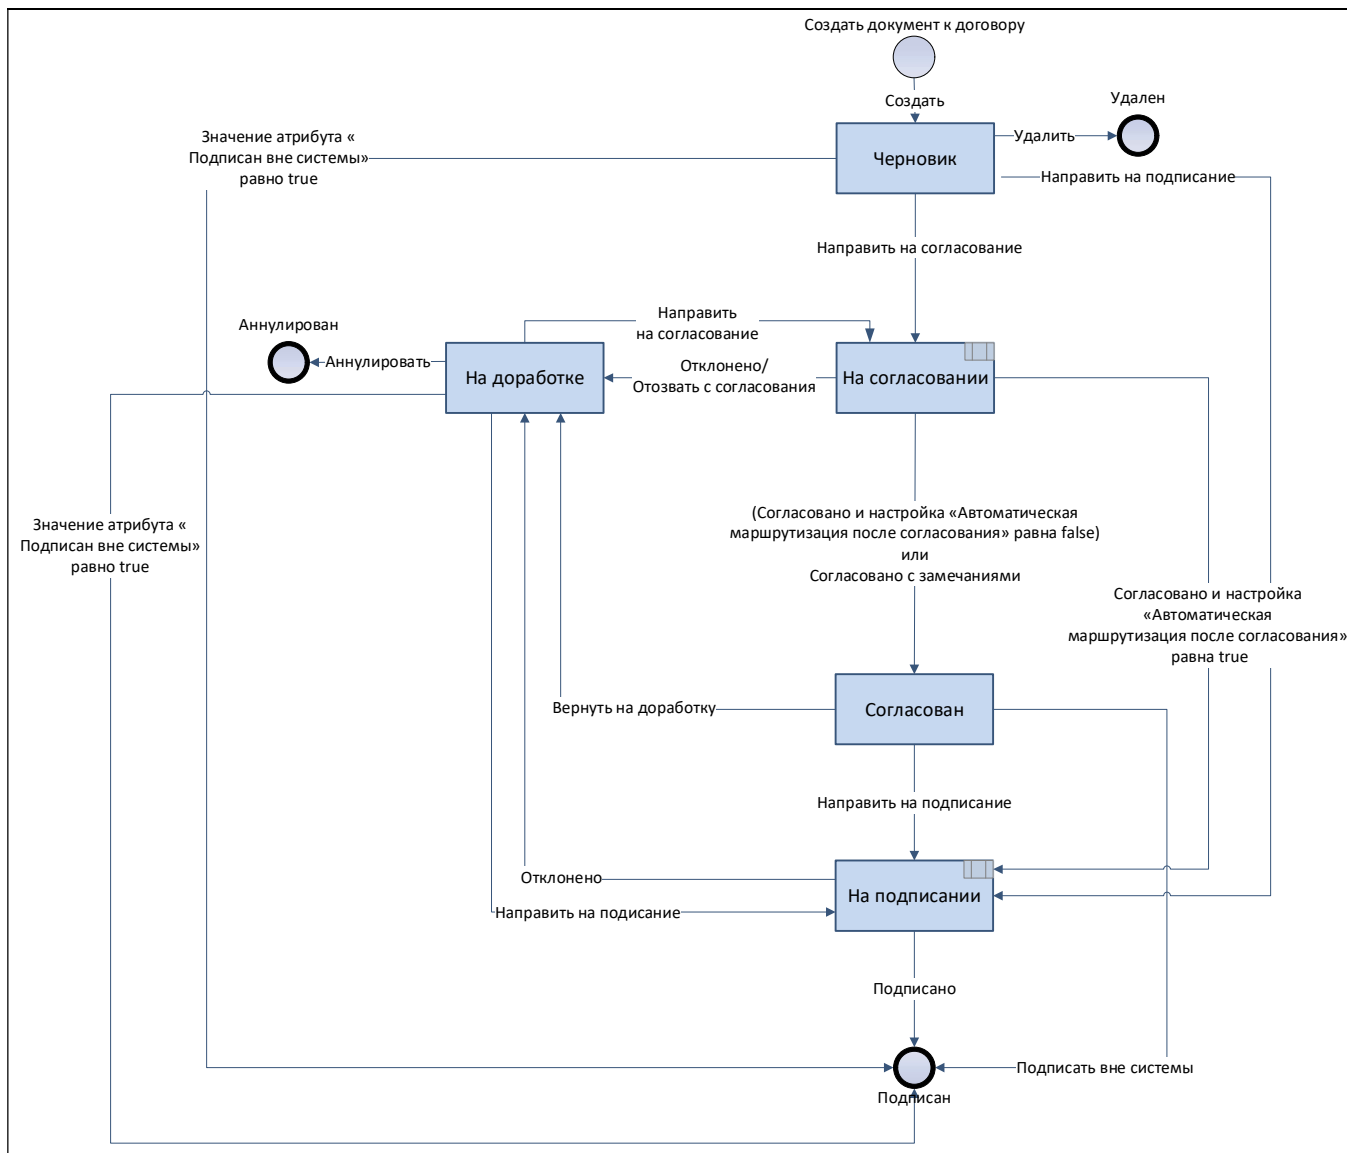 Создать документ к договору
Создать
Удален
Значение атрибута «
Подписан вне системы»
равно true
Черновик
Удалить
Направить на подписание
Направить на согласование
Аннулирован
Направить
на согласование
Аннулировать
На доработке
Отклонено/
Отозвать с согласования
На согласовании
(Согласовано и настройка «Автоматическая
маршрутизация после согласования» равна false)
или
Согласовано с замечаниями
Значение атрибута «
Подписан вне системы»
равно true
Согласовано и настройка
«Автоматическая
маршрутизация после согласования»
равна true
Вернуть на доработку
Согласован
Направить на подписание
Отклонено
На подписании
Направить на подисание
Подписано
Подписать вне системы
Подписан